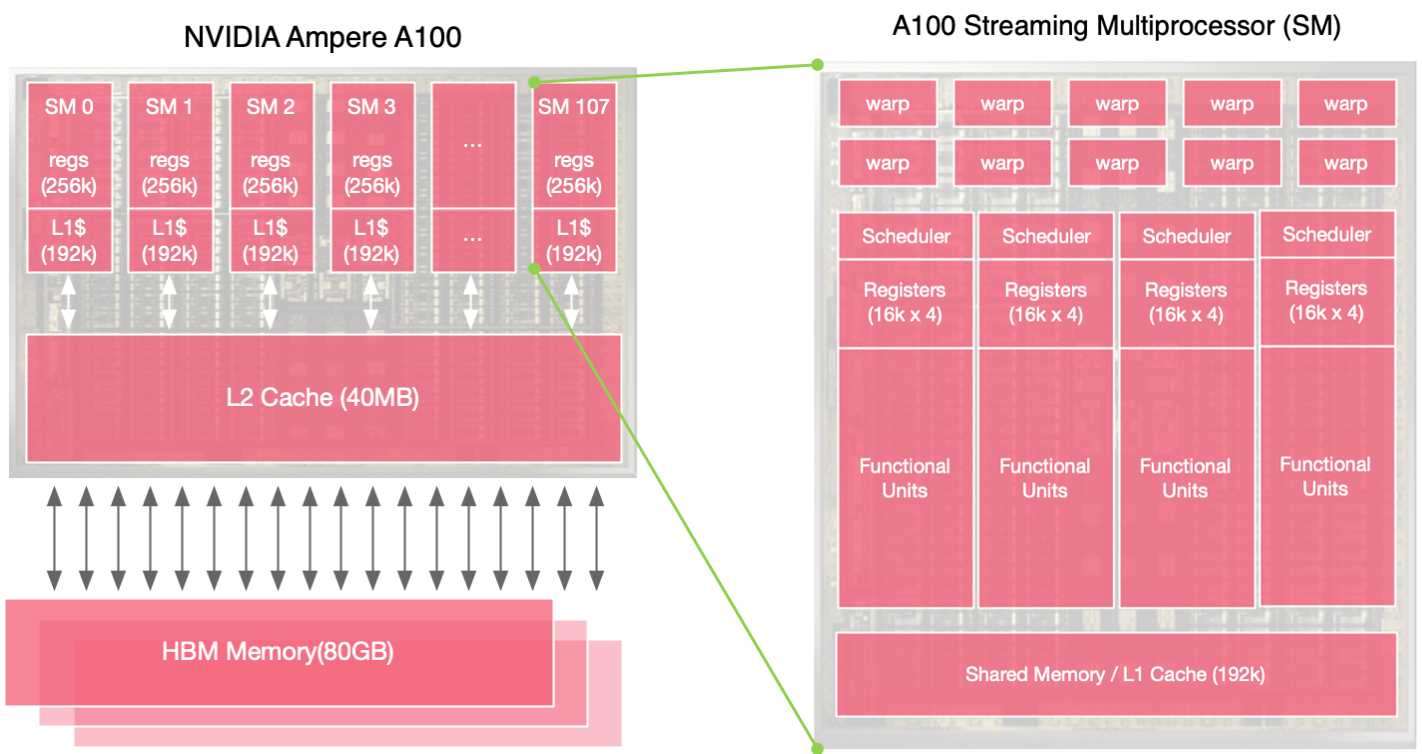 NVIDIA Ampere A100
SM 0
regs
(256k)
L1$
(192k)
SM 1
regs
(256k)
L1$
(192k)
SM 2
regs
(256k)
L1$
(192k)
SM 3
regs
(256k)
L1$
(192k)
...
...
SM 107
regs
(256k)
L1$
(192k)
L2 Cache (40MB)
HBM Memory(80GB)
A100 Streaming Multiprocessor (SM)
warp
warp
warp
warp
warp
warp
warp
warp
warp
warp
Scheduler
Registers
(16k x 4)
Functional
Units
Scheduler
Registers
(16k x 4)
Functional
Units
Scheduler
Registers
(16k x 4)
Functional
Units
Scheduler
Registers
(16k x 4)
Functional
Units
Shared Memory / L1 Cache (192k)